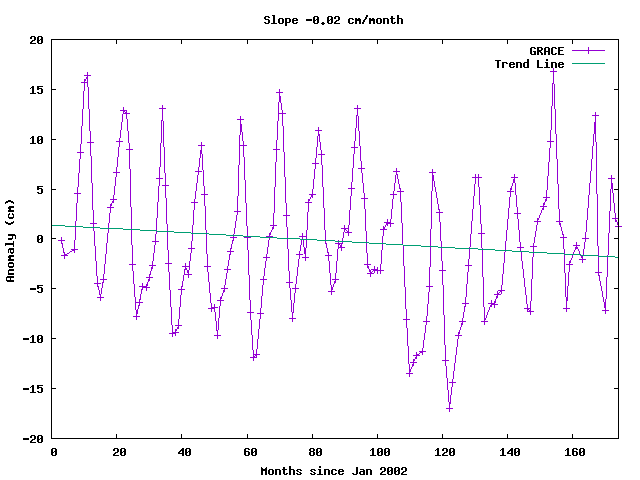 Slope -0.02 cm/month
GRACE
Trend Line
20
15
10
5
0
-5
-10
-15
-20
Anomaly (cm)
0 20 40 60 80 100 120 140 160
Months since Jan 2002